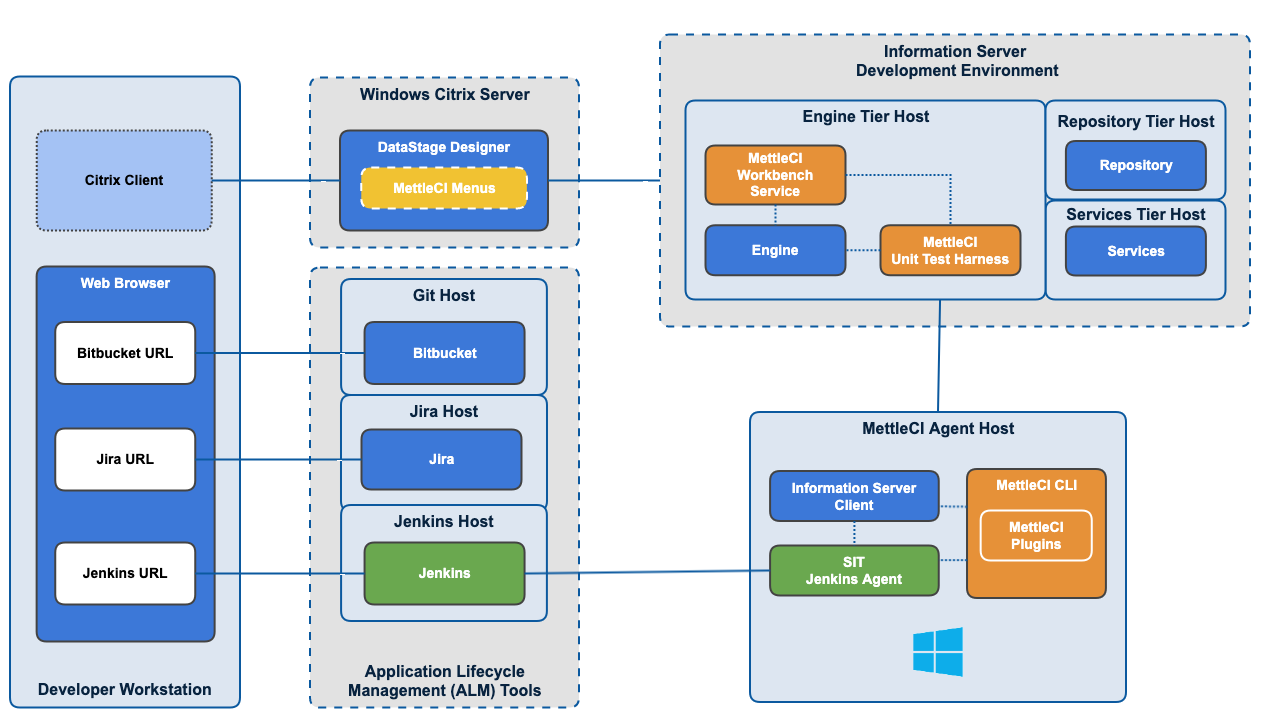 Developer Workstation
Citrix Client
Web Browser
Bitbucket URL
Jira URL
Jenkins URL
Windows Citrix Server
DataStage Designer
MettleCI Menus
Git Host
Bitbucket
Jira Host
Jira
Jenkins Host
Jenkins
Application Lifecycle
Management (ALM) Tools
Information Server
Development Environment
Engine Tier Host
MettleCI
Workbench
Service
Engine
MettleCI
Unit Test Harness
Repository Tier Host
Repository
Services Tier Host
Services
MettleCI Agent Host
Information Server
Client
SIT
Jenkins Agent
MettleCI CLI
MettleCI
Plugins